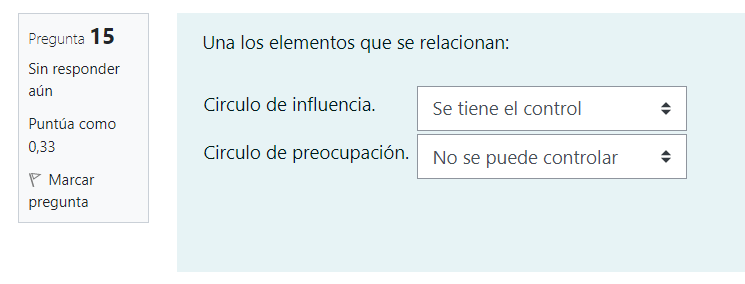 Pregunta 15
Sin responder
aún
Puntúa como
0,33
Marcar
pregunta
Una los elementos que se relacionan:
Circulo de influencia. Se tiene el control
Circulo de preocupación. No se puede controlar